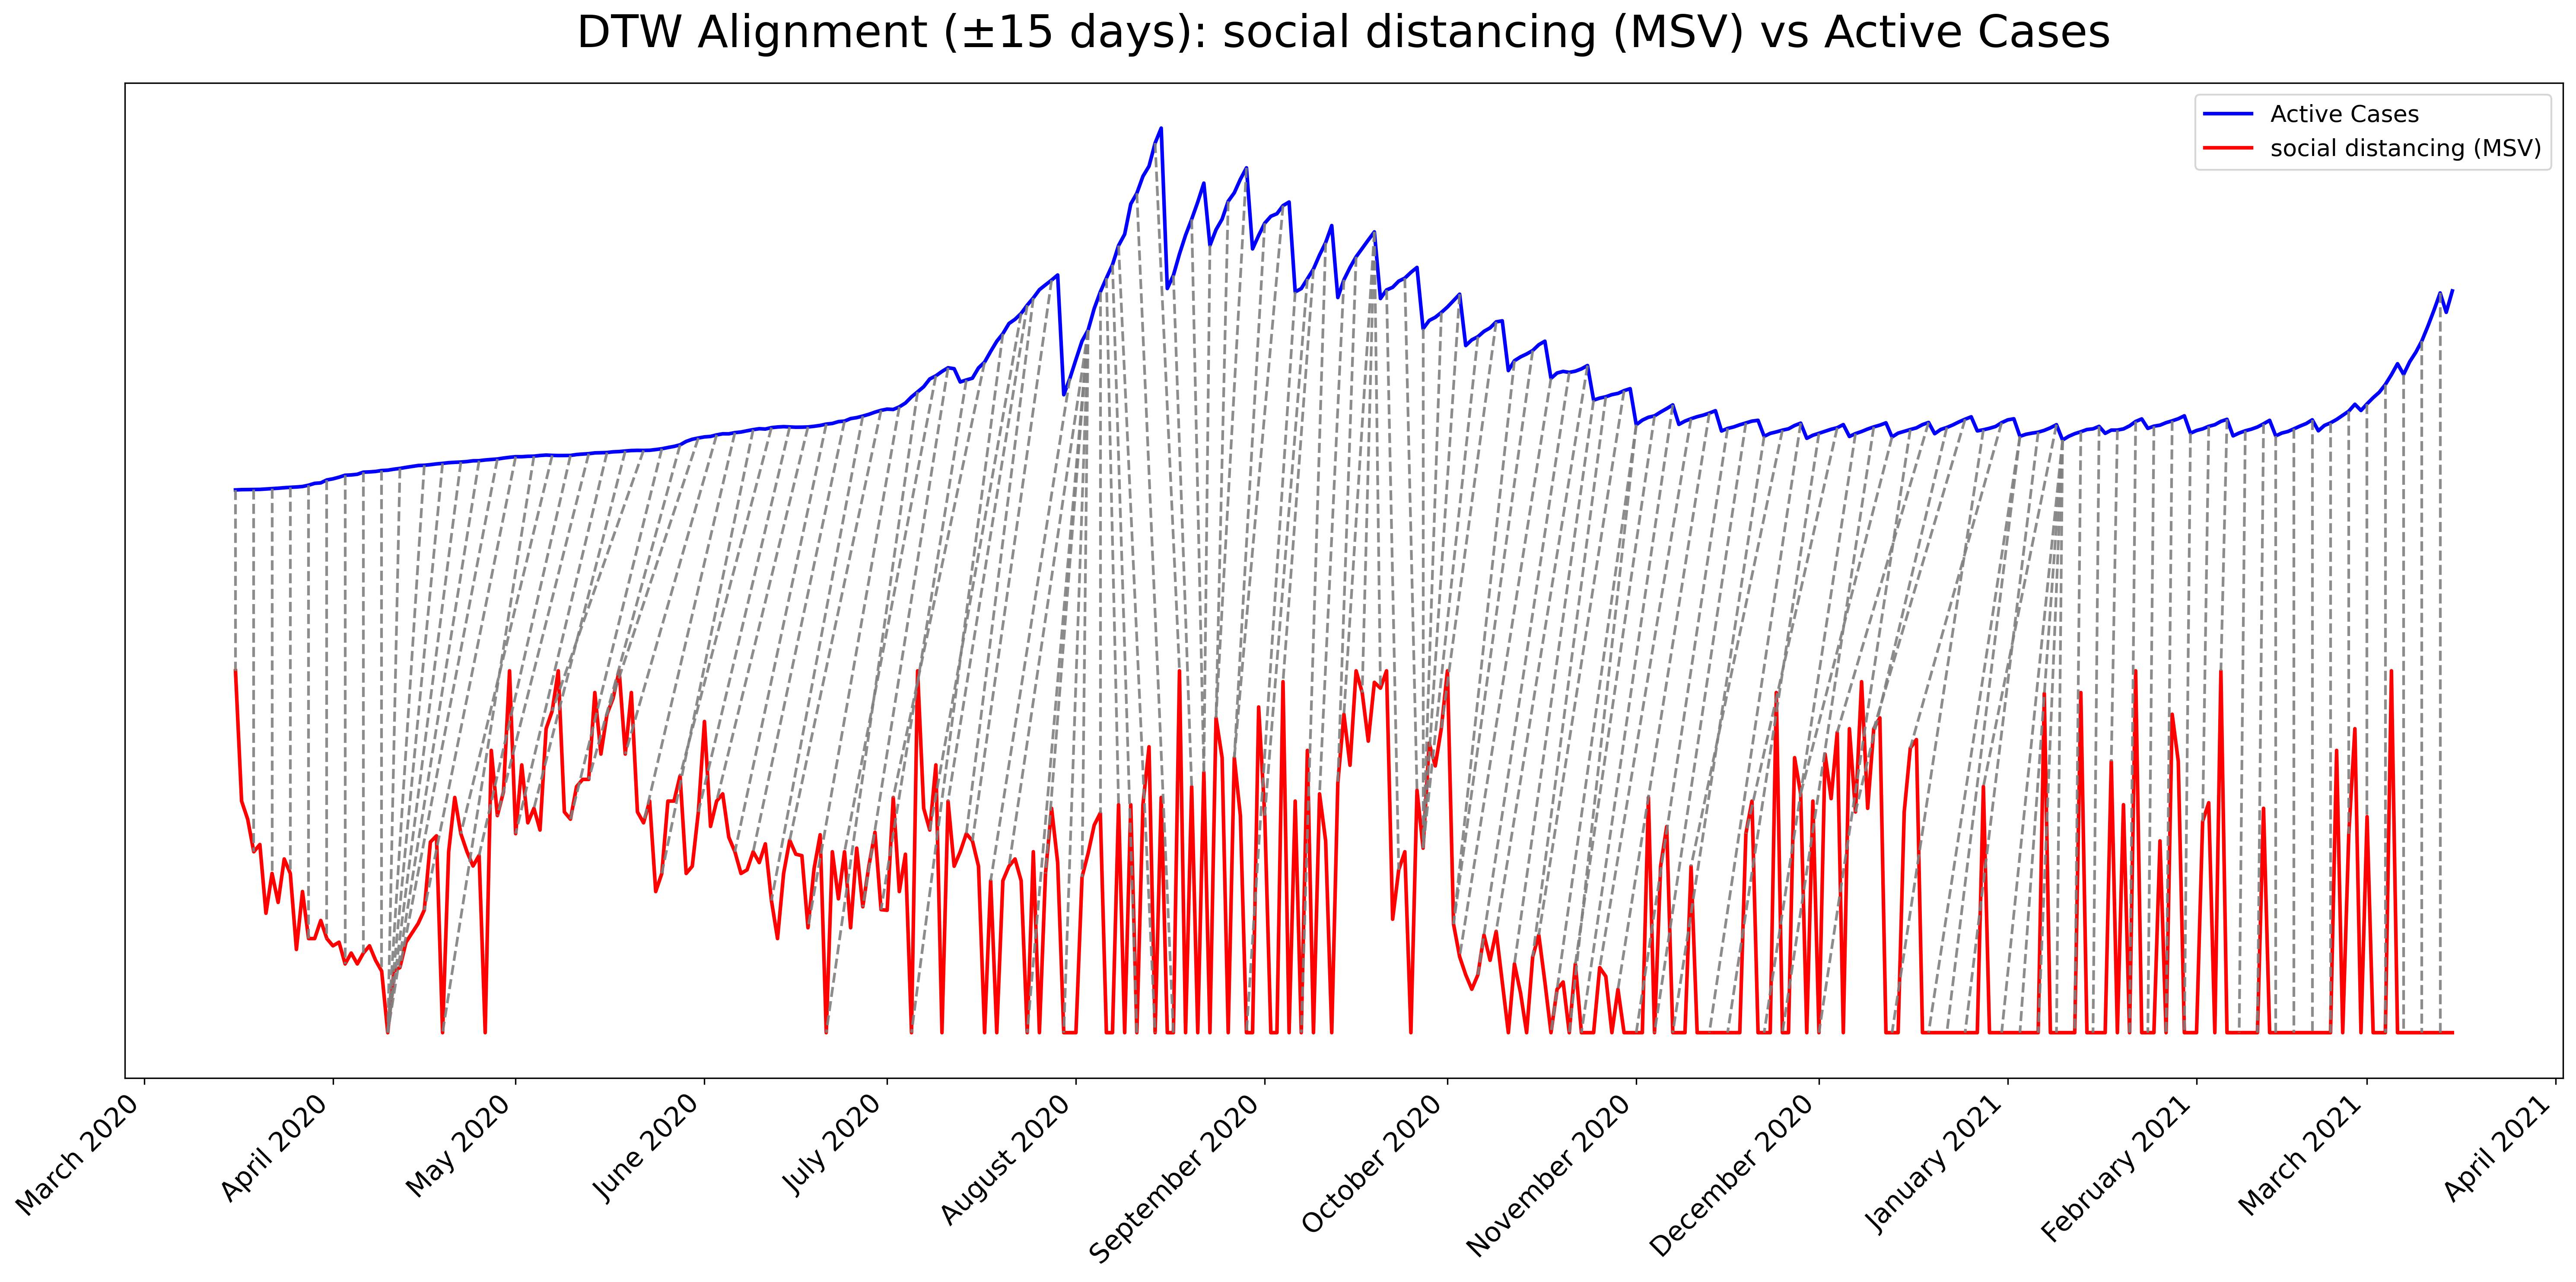 DTW Alignment (±15 days): social distancing (MSV) vs Active Cases
Active Cases
social distancing (MSV)
March 2020
April 2020
May 2020
June 2020
July 2020
August 2020
September 2020
October 2020
November 2020
December 2020
January 2021
February 2021
March 2021
April 2021